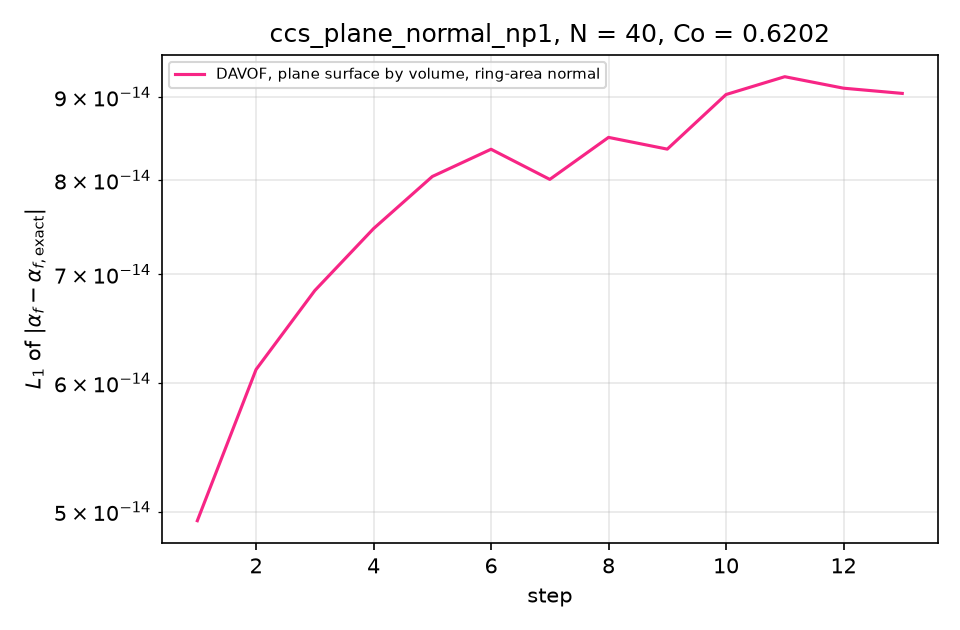 ccs_plane_normal_np1, N = 40, Co = 0.6202
DAVOF, plane surface by volume, ring-area normal
L₁ of |α_f − α_{f,exact}|
9 × 10⁻¹⁴
8 × 10⁻¹⁴
7 × 10⁻¹⁴
6 × 10⁻¹⁴
5 × 10⁻¹⁴
2 4 6 8 10 12
step